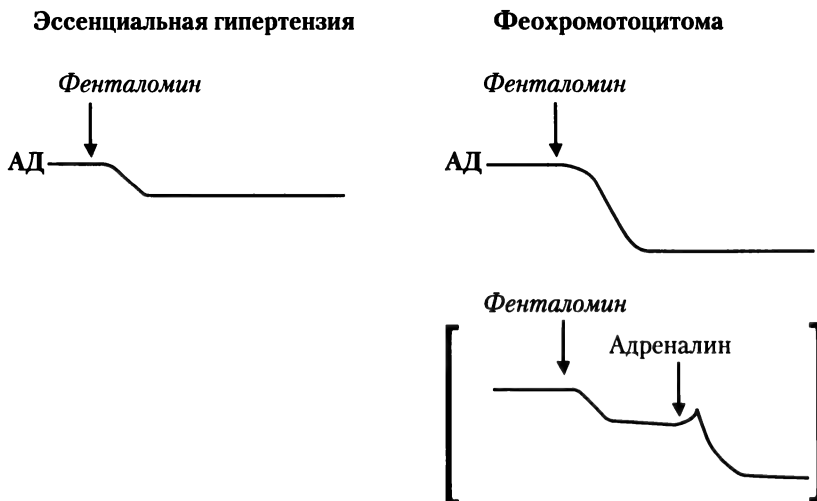 Эссенциальная гипертензия
Феохромотоцитома
Фенталомин
Фенталомин
АД
АД
Фенталомин
Адреналин